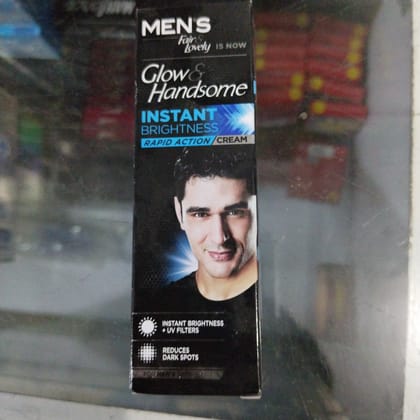 MEN'S
Fair &
Lovely IS NOW
Glow &
Handsome
INSTANT
BRIGHTNESS
RAPID ACTION / CREAM
INSTANT BRIGHTNESS
+ UV FILTERS
REDUCES
DARK SPOTS